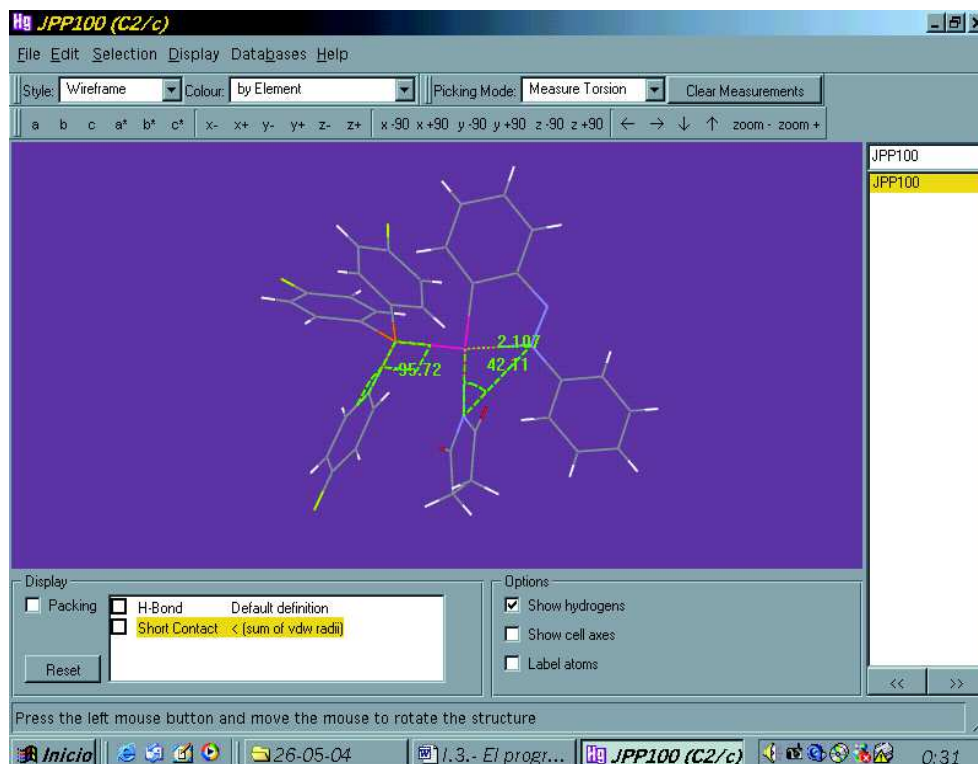 Hg JPP100 (C2/c)
File Edit Selection Display Databases Help
Style: Wireframe Colour: by Element Picking Mode: Measure Torsion Clear Measurements
a b c a* b* c* x- x+ y- y+ z- z+ x -90 x +90 y -90 y +90 z -90 z +90 ← → ↓ ↑ zoom - zoom +
JPP100
JPP100
2.107
-95.72 42.11
Display
Packing H-Bond Default definition
Short Contact < (sum of vdw radii)
Reset
Options
Show hydrogens
Show cell axes
Label atoms
<< >>
Press the left mouse button and move the mouse to rotate the structure
Inicio 26-05-04 I.3.- El progr... Hg JPP100 (C2/c) 0:31